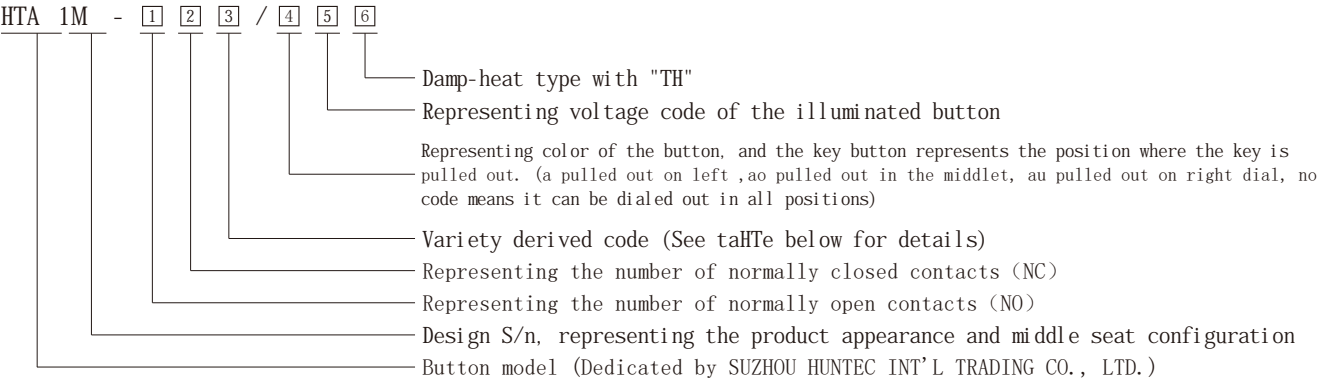 HTA 1M - 1 2 3 / 4 5 6
Damp-heat type with "TH"
Representing voltage code of the illuminated button
Representing color of the button, and the key button represents the position where the key is
pulled out. (a pulled out on left ,ao pulled out in the middlet, au pulled out on right dial, no
code means it can be dialed out in all positions)
Variety derived code (See taHTe below for details)
Representing the number of normally closed contacts（NC）
Representing the number of normally open contacts（NO）
Design S/n, representing the product appearance and middle seat configuration
Button model (Dedicated by SUZHOU HUNTEC INT'L TRADING CO., LTD.)